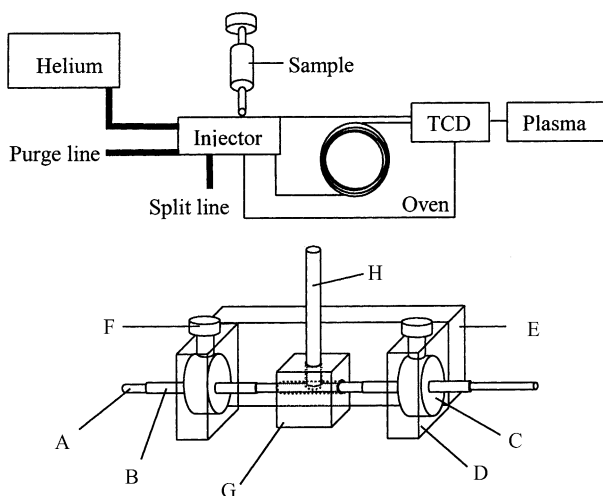 Helium
Sample
Injector
TCD
Plasma
Purge line
Split line
Oven
H
F
E
A
B
C
D
G